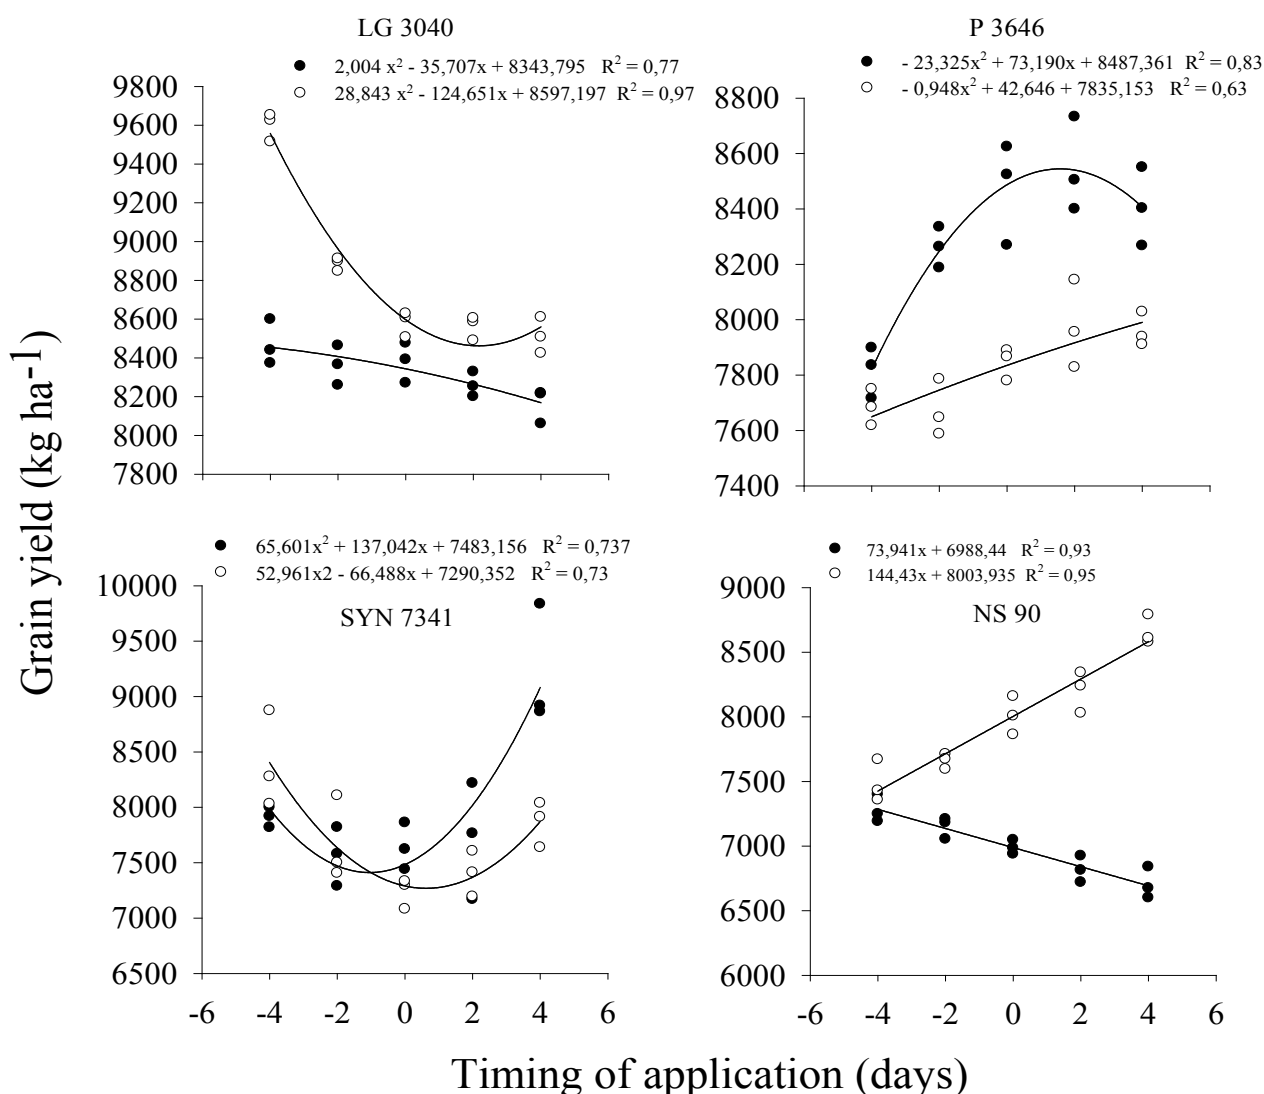 LG 3040
2,004 x² - 35,707x + 8343,795 R² = 0,77
28,843 x² - 124,651x + 8597,197 R² = 0,97
9800
9600
9400
9200
9000
8800
8600
8400
8200
8000
7800
P 3646
- 23,325x² + 73,190x + 8487,361 R² = 0,83
- 0,948x² + 42,646 + 7835,153 R² = 0,63
8800
8600
8400
8200
8000
7800
7600
7400
Grain yield (kg ha⁻¹)
65,601x² + 137,042x + 7483,156 R² = 0,737
52,961x2 - 66,488x + 7290,352 R² = 0,73
SYN 7341
10000
9500
9000
8500
8000
7500
7000
6500
-6 -4 -2 0 2 4 6
73,941x + 6988,44 R² = 0,93
144,43x + 8003,935 R² = 0,95
NS 90
9000
8500
8000
7500
7000
6500
6000
-6 -4 -2 0 2 4 6
Timing of application (days)